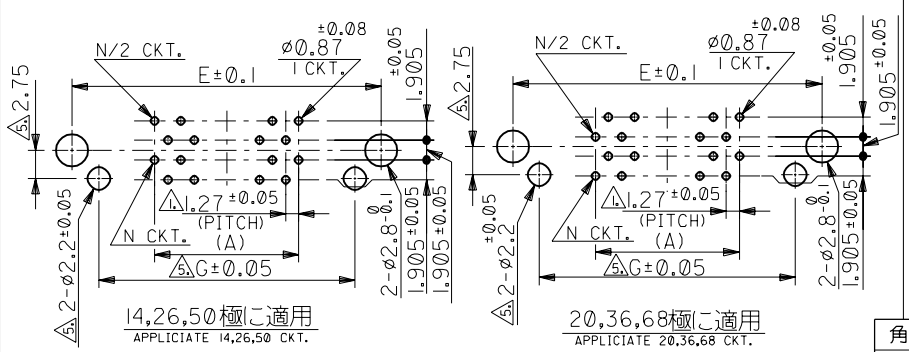 N/2 CKT.
ø0.87 ±0.08
1 CKT.
E±0.1
1.905 ±0.05
5. 2.75
1. 1.27 ±0.05
(PITCH)
(A)
N CKT.
5. G±0.05
5. 2-ø2.2±0.05
2-ø2.8 0 -0.1
1.905±0.05
1.905±0.05
14,26,50極に適用
APPLICIATE 14,26,50 CKT.
N/2 CKT.
ø0.87 ±0.08
1 CKT.
E±0.1
1.905 ±0.05
1.905 ±0.05
5. 2.75
1. 1.27 ±0.05
(PITCH)
(A)
N CKT.
5. G±0.05
5. 2-ø2.2 ±0.05
2-ø2.8 0 -0.1
1.905±0.05
20,36,68極に適用
APPLICIATE 20,36,68 CKT.
角